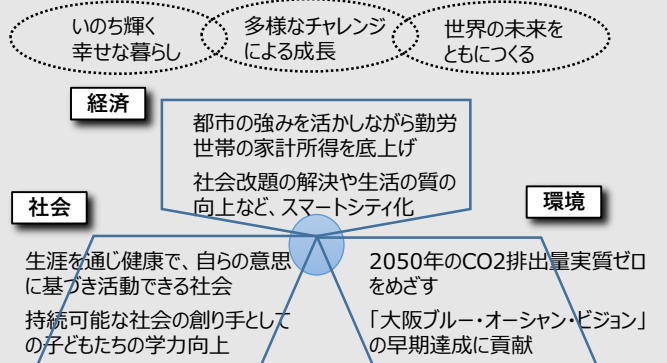 いのち輝く
幸せな暮らし
多様なチャレンジ
による成長
世界の未来を
ともにつくる
経済
都市の強みを活かしながら勤労
世帯の家計所得を底上げ
社会改題の解決や生活の質の
向上など、スマートシティ化
社会
環境
生涯を通じ健康で、自らの意思
に基づき活動できる社会
持続可能な社会の創り手として
の子どもたちの学力向上
2050年のCO2排出量実質ゼロ
をめざす
「大阪ブルー・オーシャン・ビジョン」
の早期達成に貢献